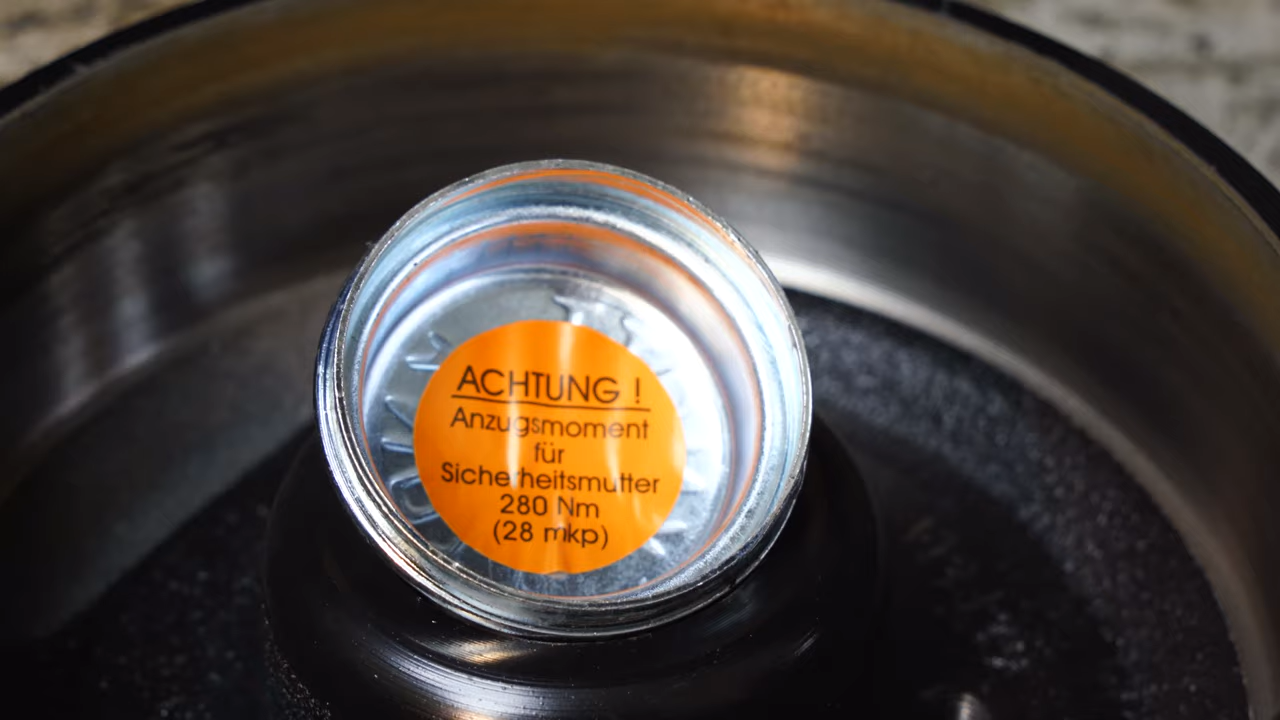 ACHTUNG !
Anzugsmoment
für
Sicherheitsmutter
280 Nm
(28 mkp)